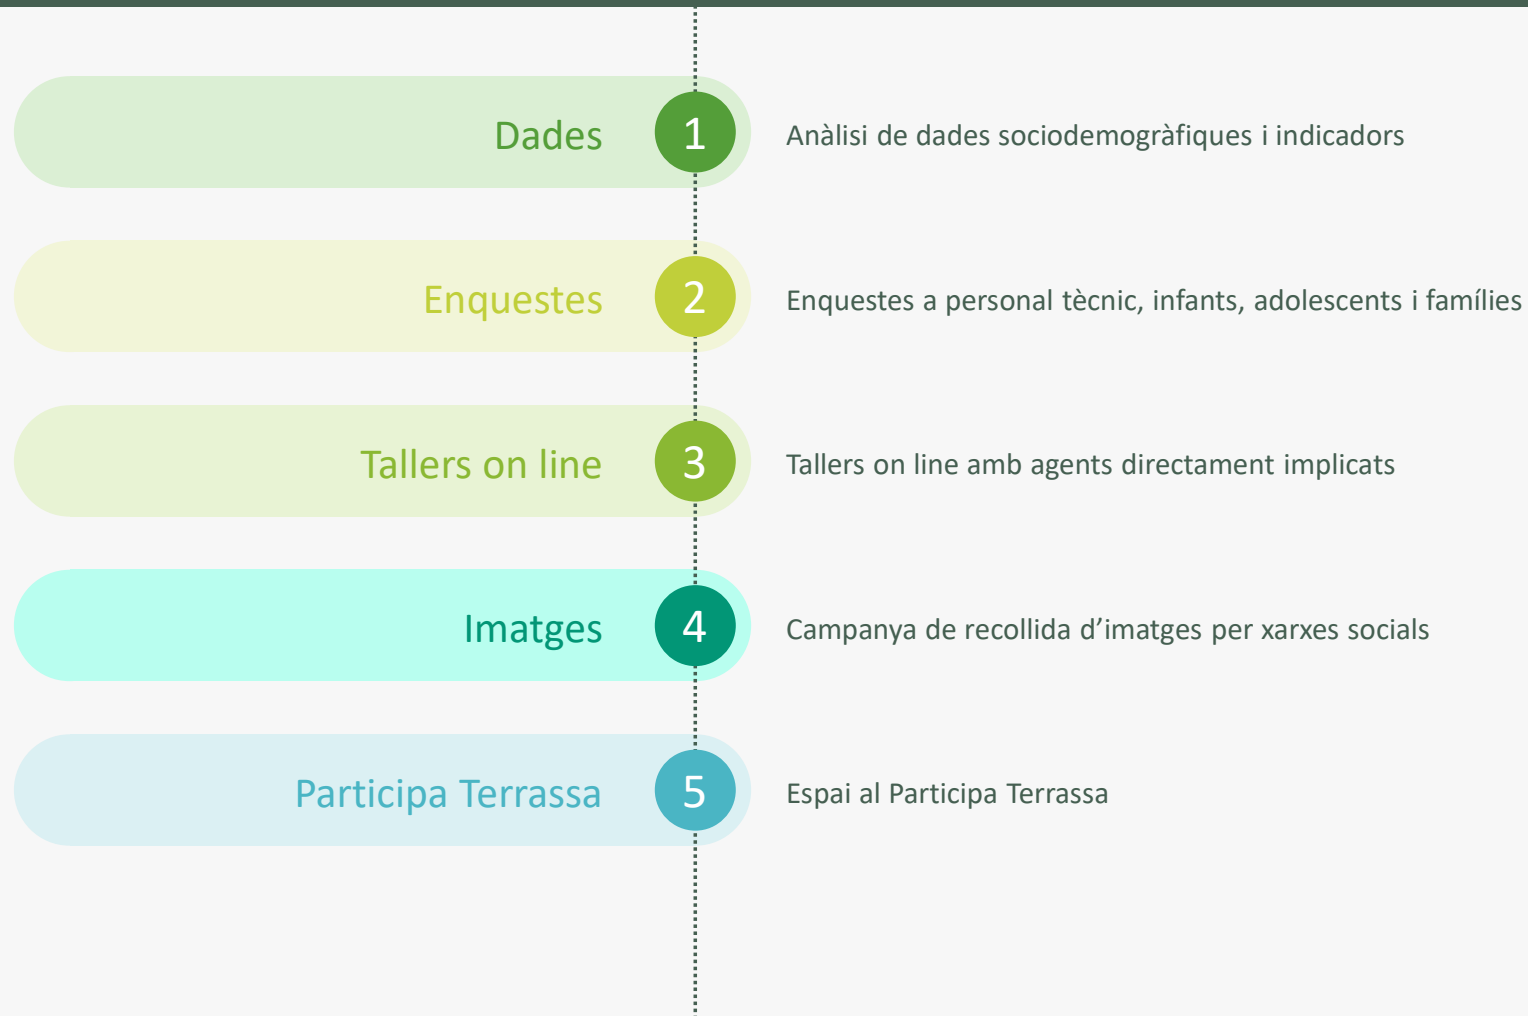 Dades
1
Anàlisi de dades sociodemogràfiques i indicadors
Enquestes
2
Enquestes a personal tècnic, infants, adolescents i famílies
Tallers on line
3
Tallers on line amb agents directament implicats
Imatges
4
Campanya de recollida d’imatges per xarxes socials
Participa Terrassa
5
Espai al Participa Terrassa